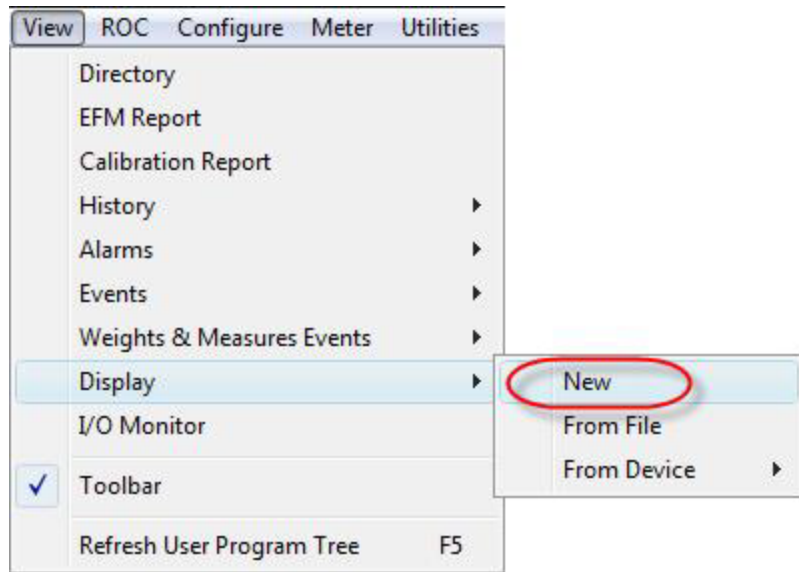 View ROC Configure Meter Utilities
Directory
EFM Report
Calibration Report
History
Alarms
Events
Weights & Measures Events
Display
I/O Monitor
Toolbar
Refresh User Program Tree F5
New
From File
From Device